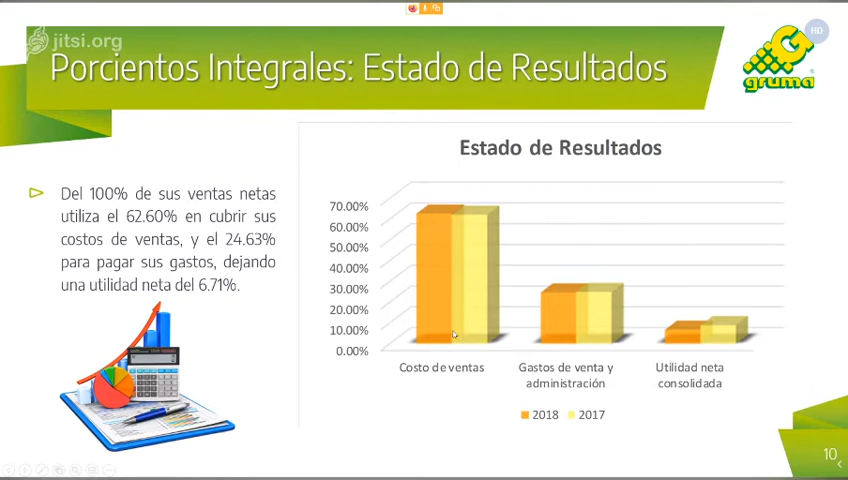 jitsi.org
HD
Porcientos Integrales: Estado de Resultados
gruma
Del 100% de sus ventas netas
utiliza el 62.60% en cubrir sus
costos de ventas, y el 24.63%
para pagar sus gastos, dejando
una utilidad neta del 6.71%.
Estado de Resultados
70.00%
60.00%
50.00%
40.00%
30.00%
20.00%
10.00%
0.00%
Costo de ventas
Gastos de venta y
administración
Utilidad neta
consolidada
2018 2017
10